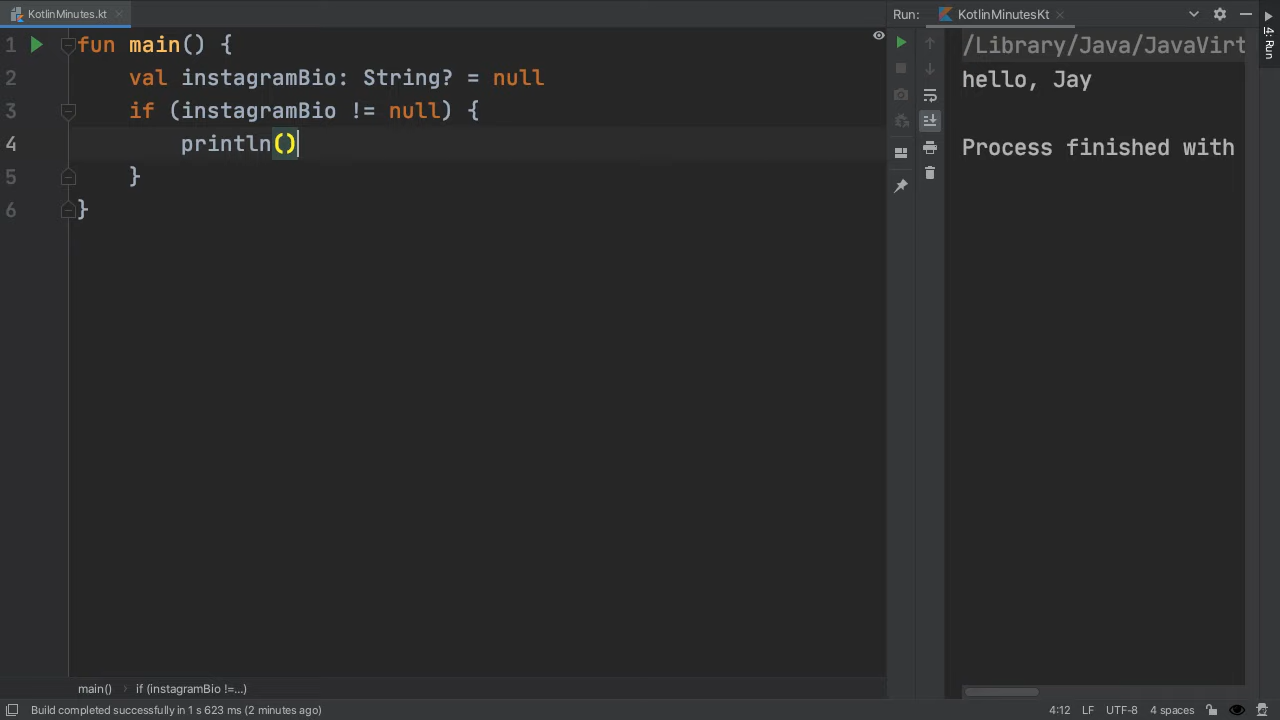 KotlinMinutes.kt
Run: KotlinMinutesKt
1 fun main() {
2     val instagramBio: String? = null
3     if (instagramBio != null) {
4         println()
5     }
6 }
/Library/Java/JavaVirt
hello, Jay
Process finished with
4: Run
main() › if (instagramBio !=...)
Build completed successfully in 1 s 623 ms (2 minutes ago)
4:12 LF UTF-8 4 spaces